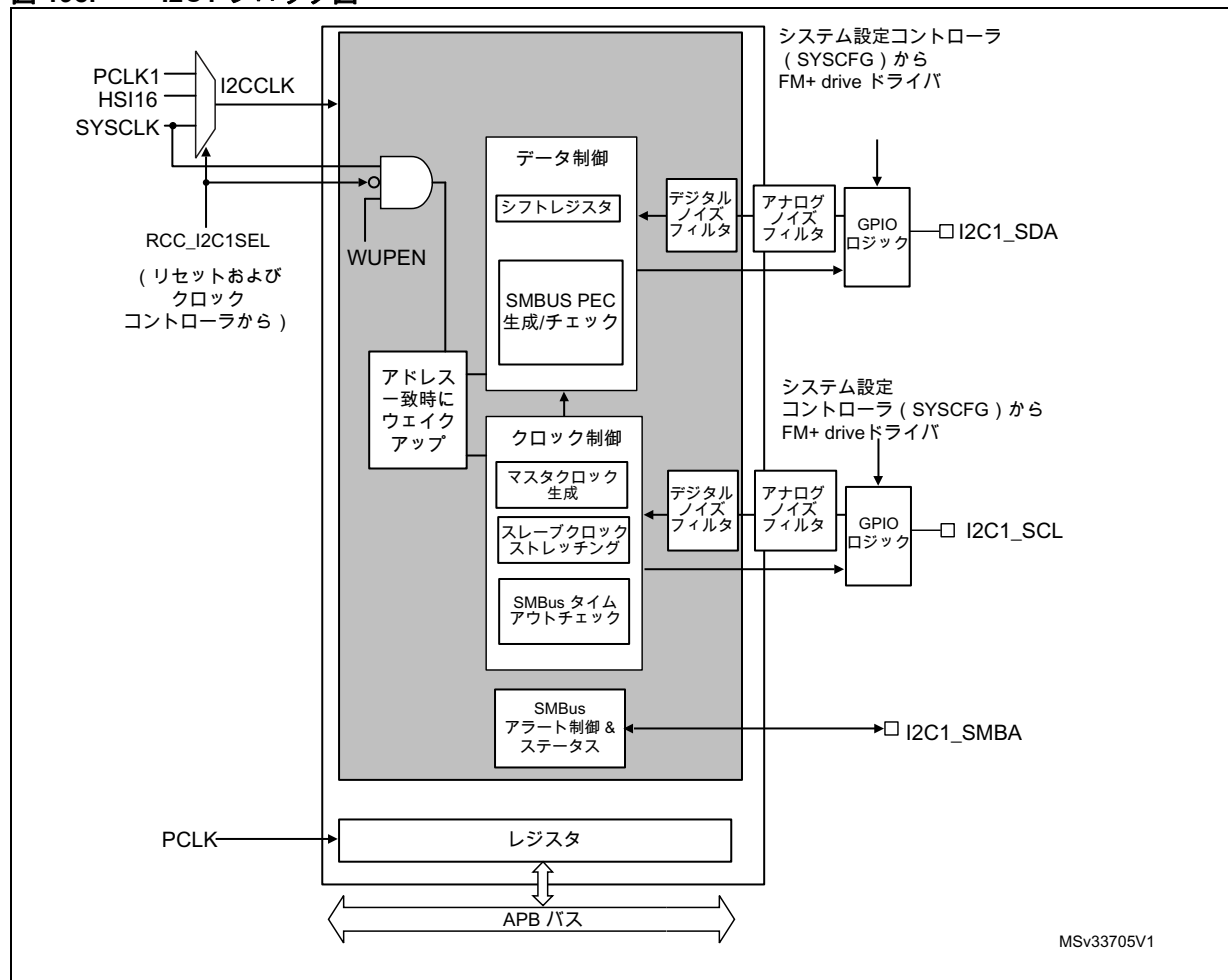 システム設定コントローラ
（SYSCFG）から
FM+ drive ドライバ
PCLK1
HSI16
SYSCLK
I2CCLK
RCC_I2C1SEL
（リセットおよび
クロック
コントローラから）
WUPEN
データ制御
シフトレジスタ
SMBUS PEC
生成/チェック
デジタル
ノイズ
フィルタ
アナログ
ノイズ
フィルタ
GPIO
ロジック
I2C1_SDA
アドレス
一致時に
ウェイク
アップ
システム設定
コントローラ（SYSCFG）から
FM+ driveドライバ
クロック制御
マスタクロック
生成
スレーブクロック
ストレッチング
SMBus タイム
アウトチェック
デジタル
ノイズ
フィルタ
アナログ
ノイズ
フィルタ
GPIO
ロジック
I2C1_SCL
SMBus
アラート制御 &
ステータス
I2C1_SMBA
PCLK
レジスタ
APB バス
MSv33705V1